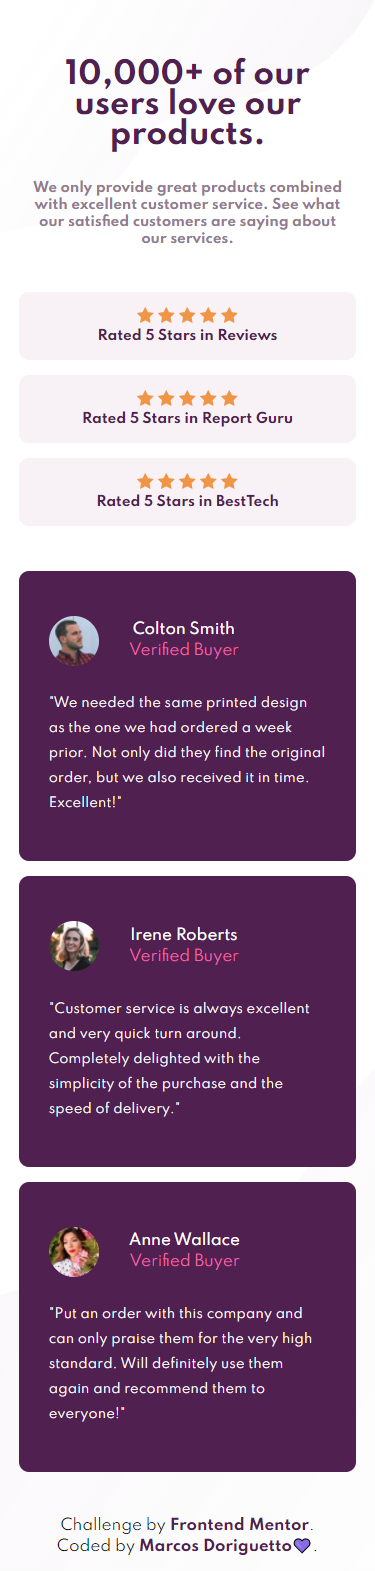 10,000+ of our
users love our
products.
We only provide great products combined
with excellent customer service. See what
our satisfied customers are saying about
our services.
Rated 5 Stars in Reviews
Rated 5 Stars in Report Guru
Rated 5 Stars in BestTech
Colton Smith
Verified Buyer
"We needed the same printed design
as the one we had ordered a week
prior. Not only did they find the original
order, but we also received it in time.
Excellent!"
Irene Roberts
Verified Buyer
"Customer service is always excellent
and very quick turn around.
Completely delighted with the
simplicity of the purchase and the
speed of delivery."
Anne Wallace
Verified Buyer
"Put an order with this company and
can only praise them for the very high
standard. Will definitely use them
again and recommend them to
everyone!"
Challenge by Frontend Mentor.
Coded by Marcos Doriguetto💜.